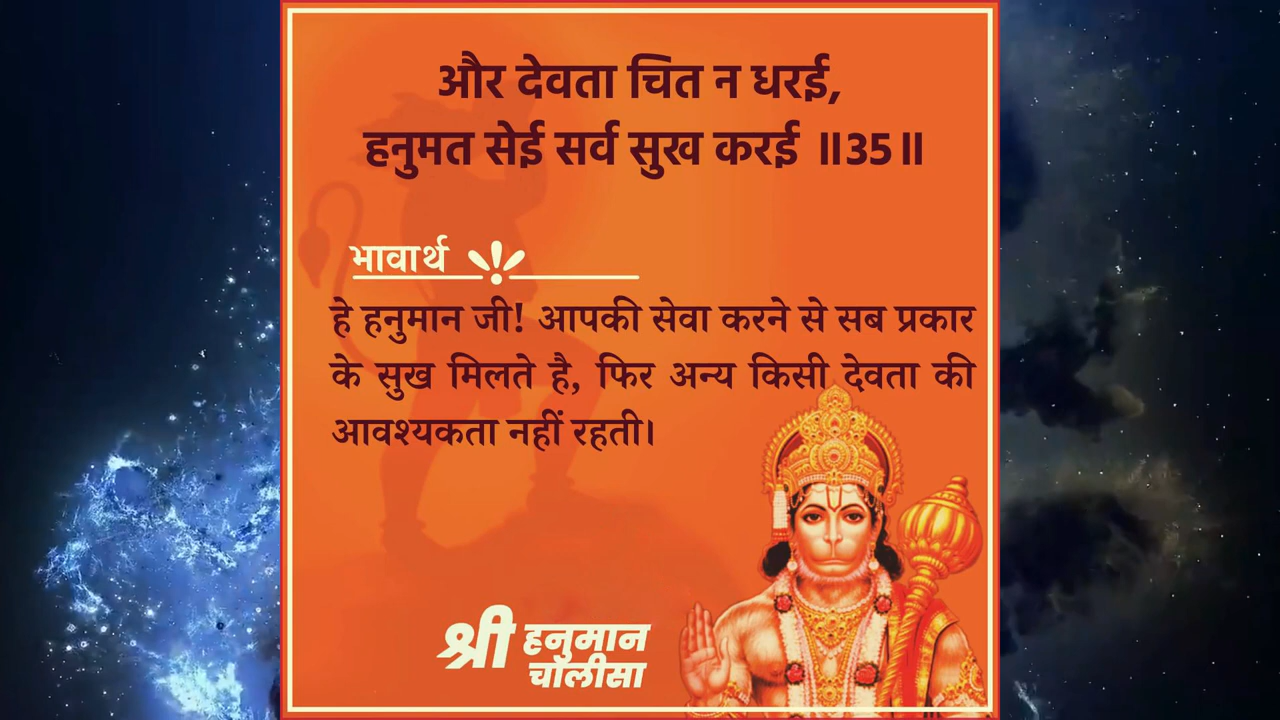 और देवता चित न धरई,
हनुमत सेई सर्व सुख करई ॥35॥
भावार्थ
हे हनुमान जी! आपकी सेवा करने से सब प्रकार
के सुख मिलते है, फिर अन्य किसी देवता की
आवश्यकता नहीं रहती।
श्री हनुमान
चालीसा